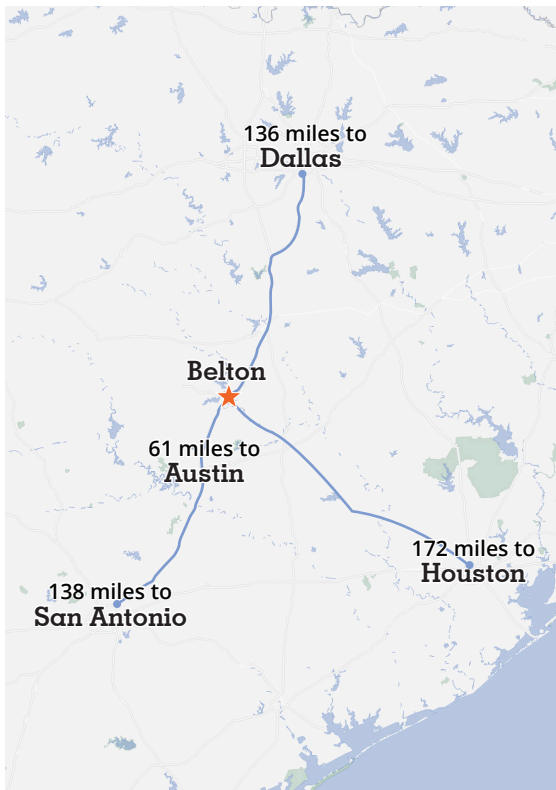 136 miles to
Dallas
Belton
61 miles to
Austin
172 miles to
Houston
138 miles to
San Antonio